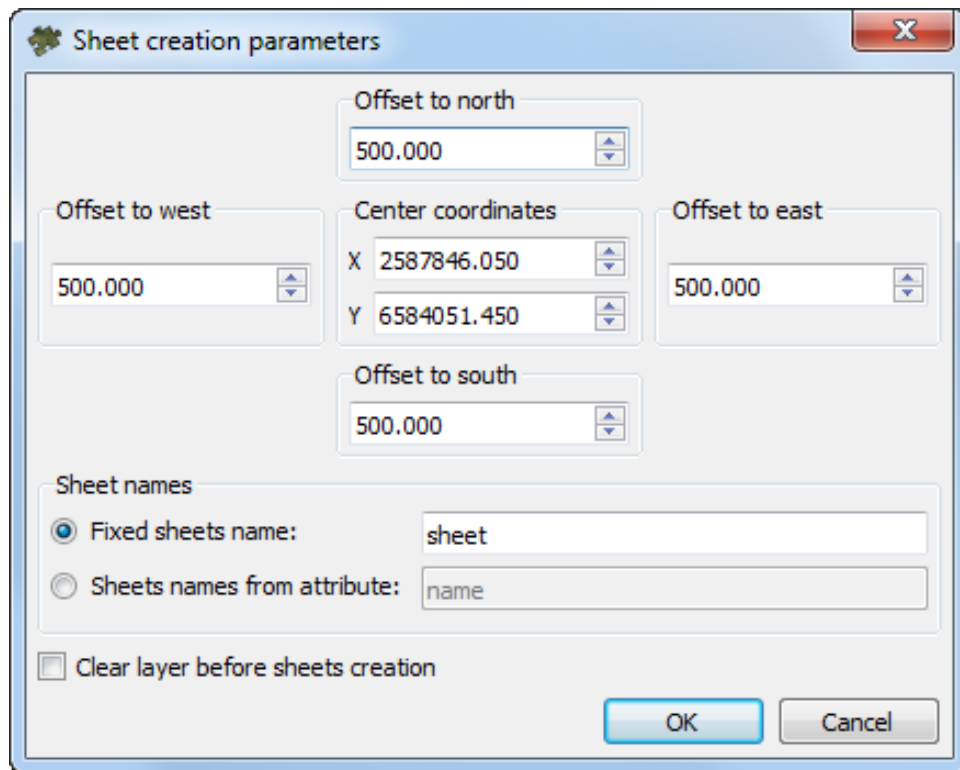 Sheet creation parameters
Offset to north
500.000
Offset to west
Center coordinates
Offset to east
500.000
X 2587846.050
Y 6584051.450
500.000
Offset to south
500.000
Sheet names
Fixed sheets name: sheet
Sheets names from attribute: name
Clear layer before sheets creation
OK
Cancel